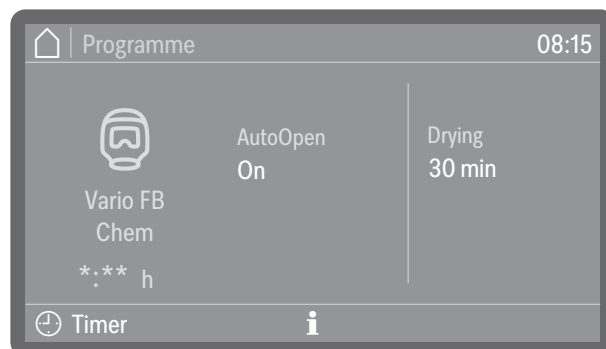 Programme
08:15
AutoOpen
On
Drying
30 min
Vario FB
Chem
*:** h
Timer
i